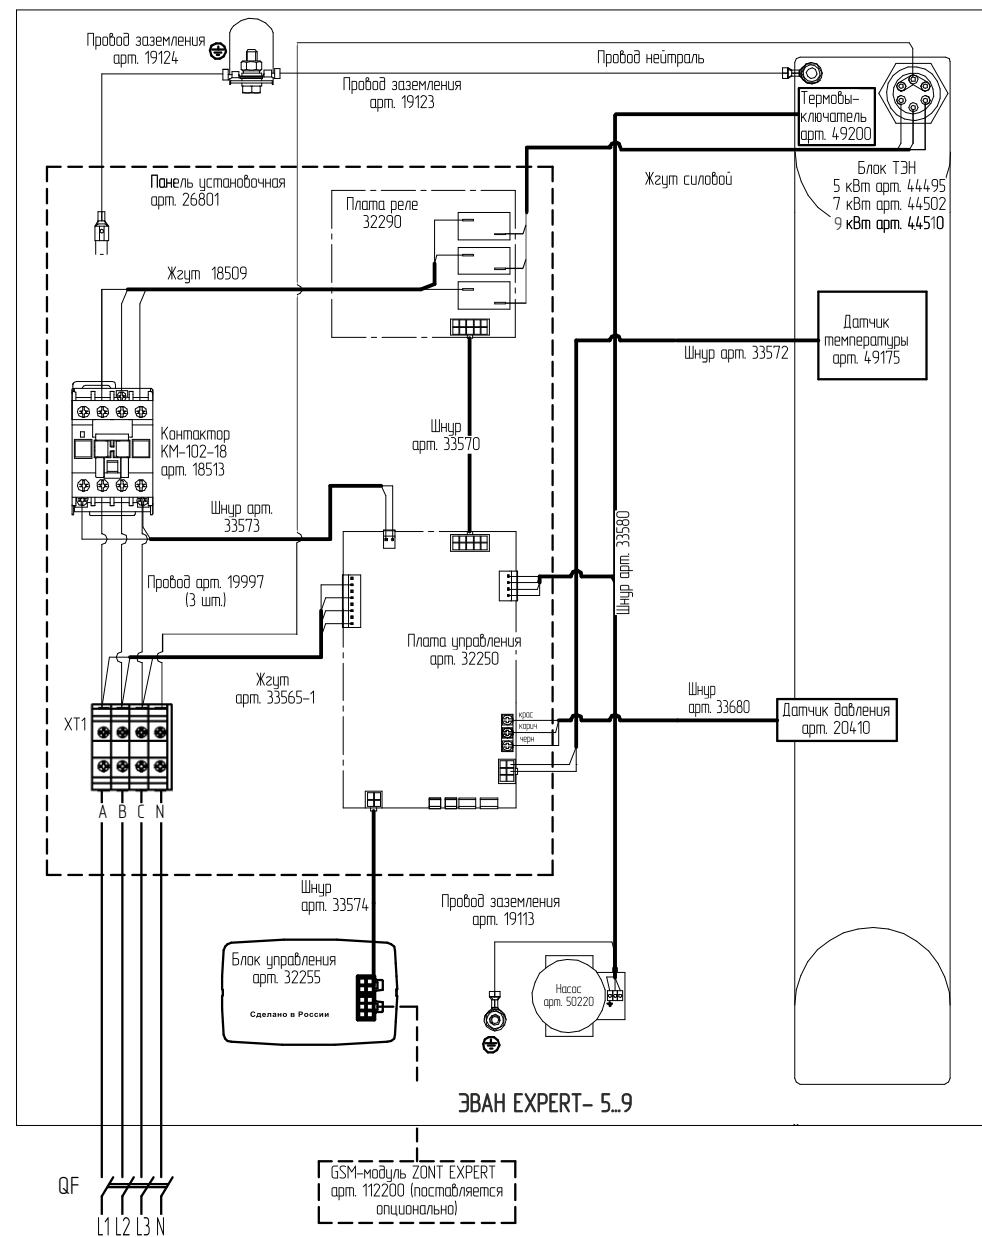 Провод заземления
арт. 19124
Провод нейтраль
Провод заземления
арт. 19123
Термовы-
ключатель
арт. 49200
Жгут силовой
Блок ТЭН
5 кВт арт. 44495
7 кВт арт. 44502
9 кВт арт. 44510
Панель установочная
арт. 26801
Плата реле
32290
Жгут 18509
Датчик
температуры
арт. 49175
Шнур арт. 33572
Шнур
арт. 33570
Контактор
КМ-102-18
арт. 18513
Шнур арт.
33573
Шнур арт. 33580
Провод арт. 19997
(3 шт.)
Плата управления
арт. 32250
Жгут
арт. 33565-1
Шнур
арт. 33680
Датчик давления
арт. 20410
крас
корич
черн
XT1
A B C N
Шнур
арт. 33574
Провод заземления
арт. 19113
Блок управления
арт. 32255
Сделано в России
Насос
арт. 50220
ЭВАН EXPERT- 5...9
GSM-модуль ZONT EXPERT
арт. 112200 (поставляется
опционально)
QF
L1 L2 L3 N